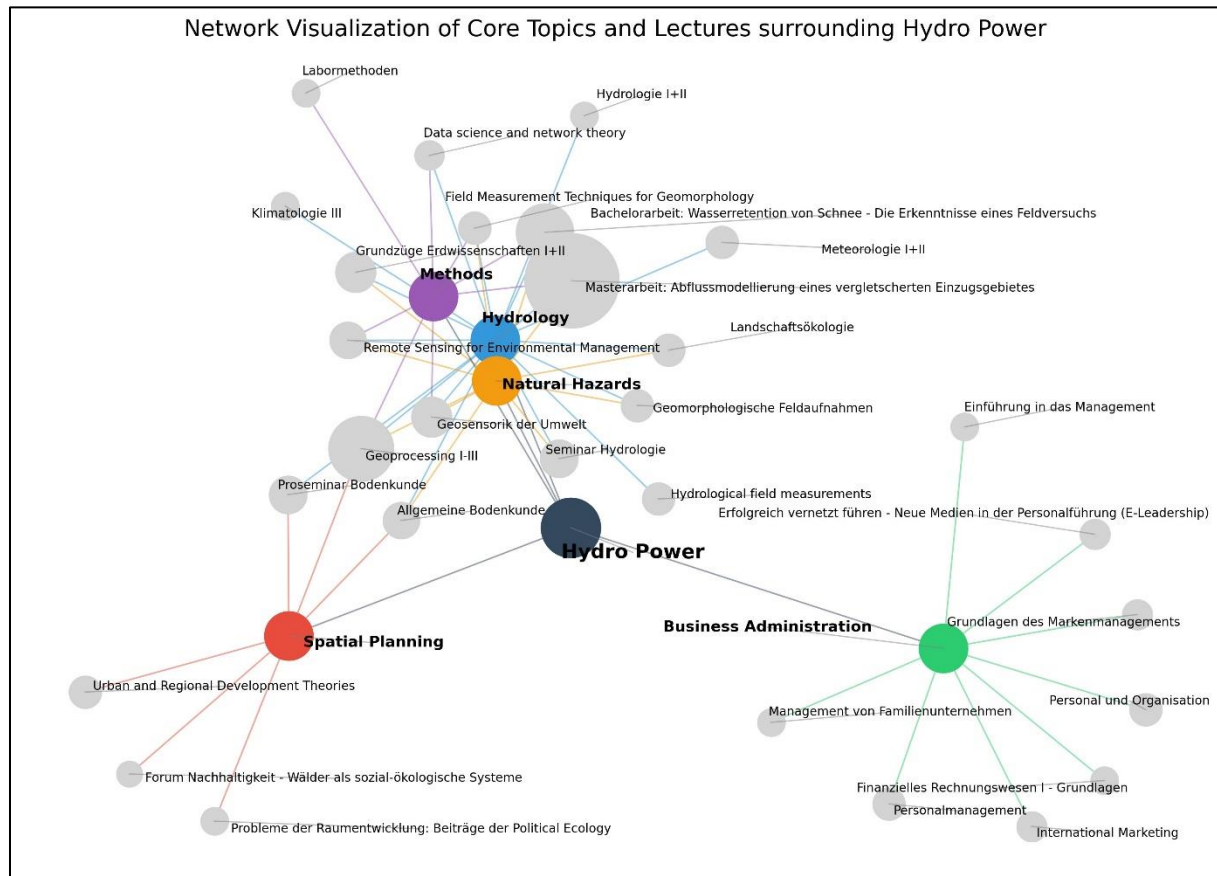 Network Visualization of Core Topics and Lectures surrounding Hydro Power
Labormethoden
Hydrologie I+II
Data science and network theory
Field Measurement Techniques for Geomorphology
Klimatologie III
Bachelorarbeit: Wasserretention von Schnee - Die Erkenntnisse eines Feldversuchs
Grundzüge Erdwissenschaften I+II
Meteorologie I+II
Methods
Masterarbeit: Abflussmodellierung eines vergletscherten Einzugsgebietes
Hydrology
Landschaftsökologie
Remote Sensing for Environmental Management
Natural Hazards
Geomorphologische Feldaufnahmen
Einführung in das Management
Geosensorik der Umwelt
Seminar Hydrologie
Geoprocessing I-III
Proseminar Bodenkunde
Hydrological field measurements
Allgemeine Bodenkunde
Erfolgreich vernetzt führen - Neue Medien in der Personalführung (E-Leadership)
Hydro Power
Grundlagen des Markenmanagements
Business Administration
Spatial Planning
Urban and Regional Development Theories
Personal und Organisation
Management von Familienunternehmen
Forum Nachhaltigkeit - Wälder als sozial-ökologische Systeme
Finanzielles Rechnungswesen I - Grundlagen
Personalmanagement
Probleme der Raumentwicklung: Beiträge der Political Ecology
International Marketing